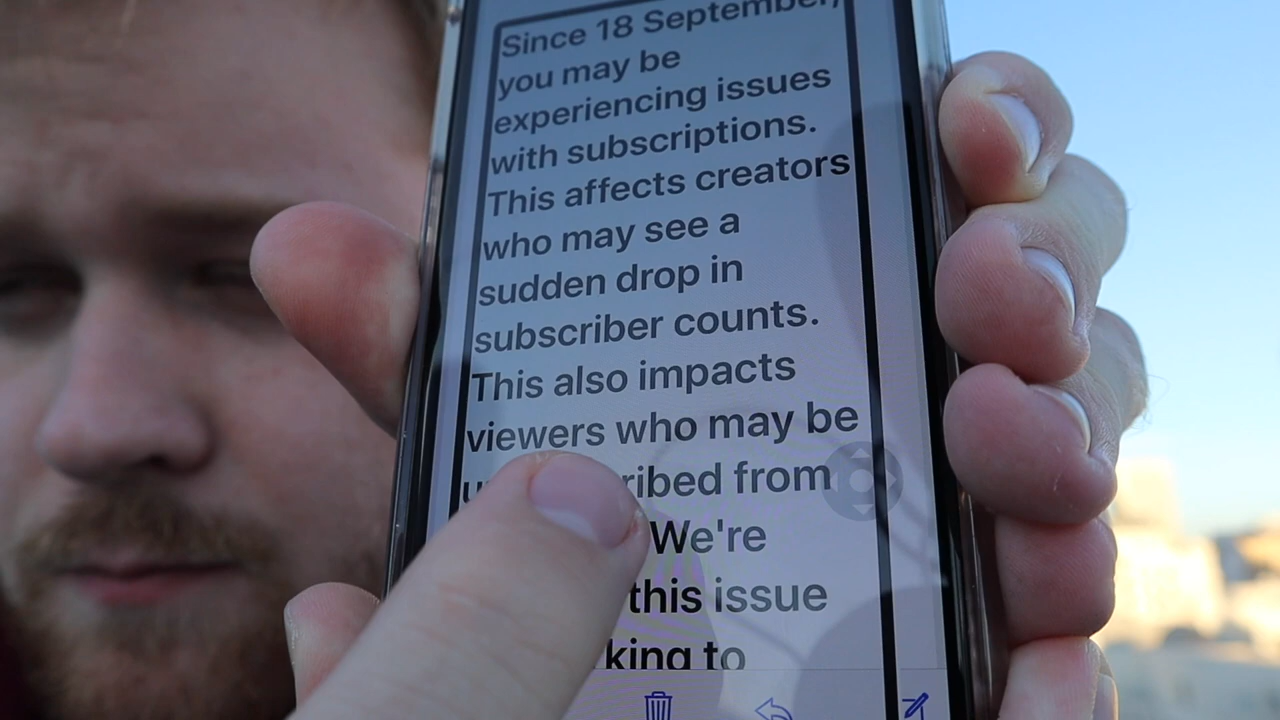 Since 18 September,
you may be
experiencing issues
with subscriptions.
This affects creators
who may see a
sudden drop in
subscriber counts.
This also impacts
viewers who may be
from
We're
this issue
to